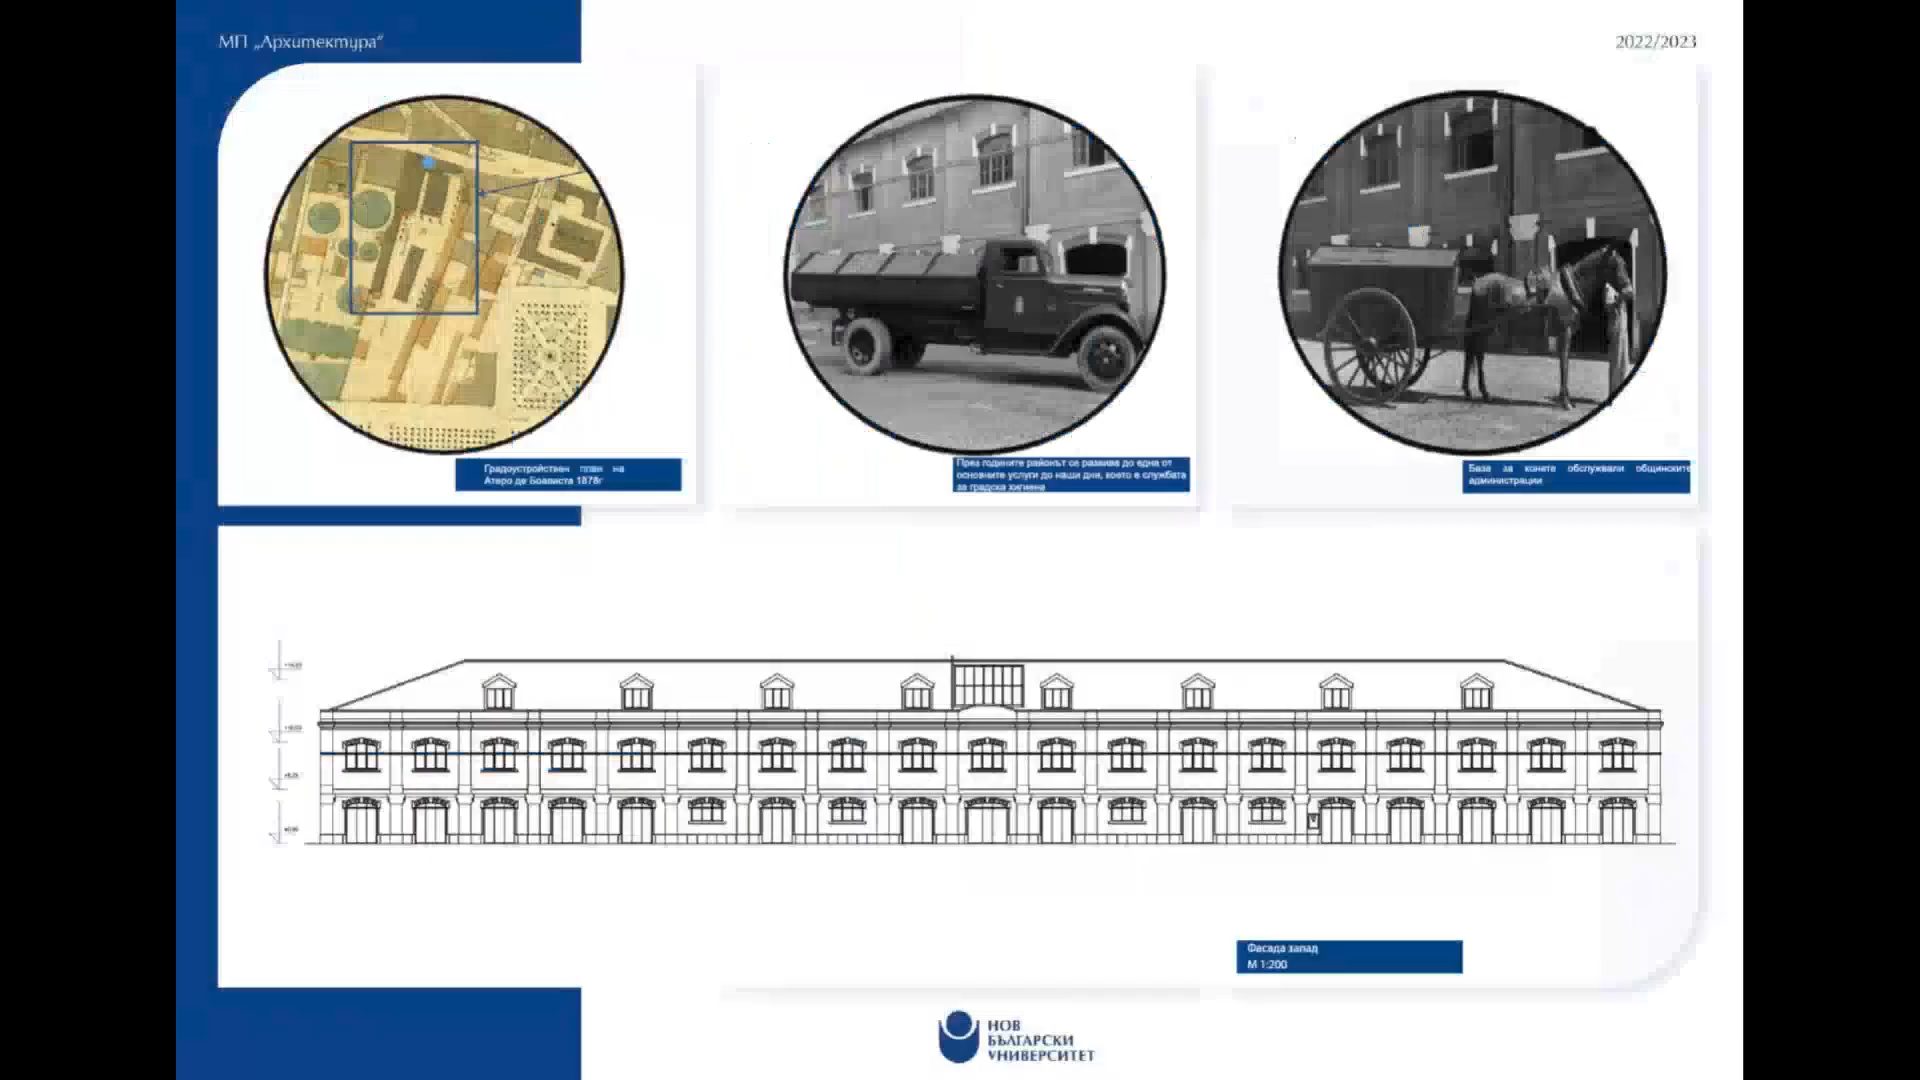 МП „Архитектура“
2022/2023
Градоустройствен план на
Атеро де Боависта 1878г
През годините районът се развива до една от
основните услуги до наши дни, което е службата
за градска хигиена
База за конете обслужвали общинските
администрации
Фасада запад
М 1:200
НОВ
БЪЛГАРСКИ
УНИВЕРСИТЕТ